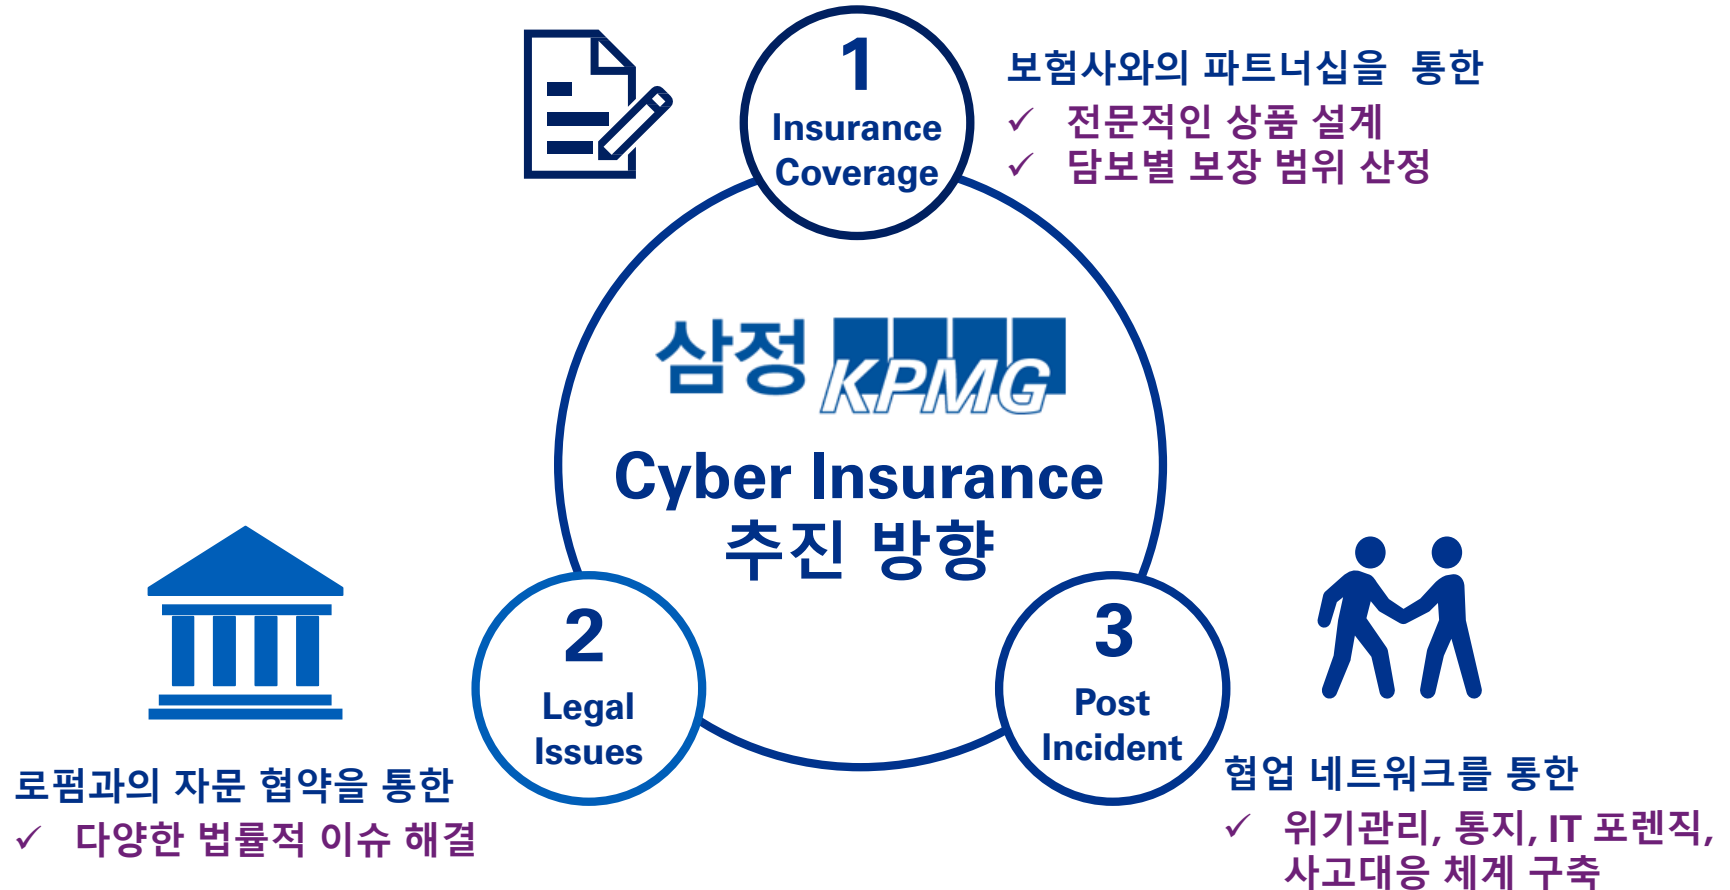 1
Insurance
Coverage
보험사와의 파트너십을 통한
✓ 전문적인 상품 설계
✓ 담보별 보장 범위 산정
삼정 KPMG
Cyber Insurance
추진 방향
2
Legal
Issues
로펌과의 자문 협약을 통한
✓ 다양한 법률적 이슈 해결
3
Post
Incident
협업 네트워크를 통한
✓ 위기관리, 통지, IT 포렌직,
사고대응 체계 구축